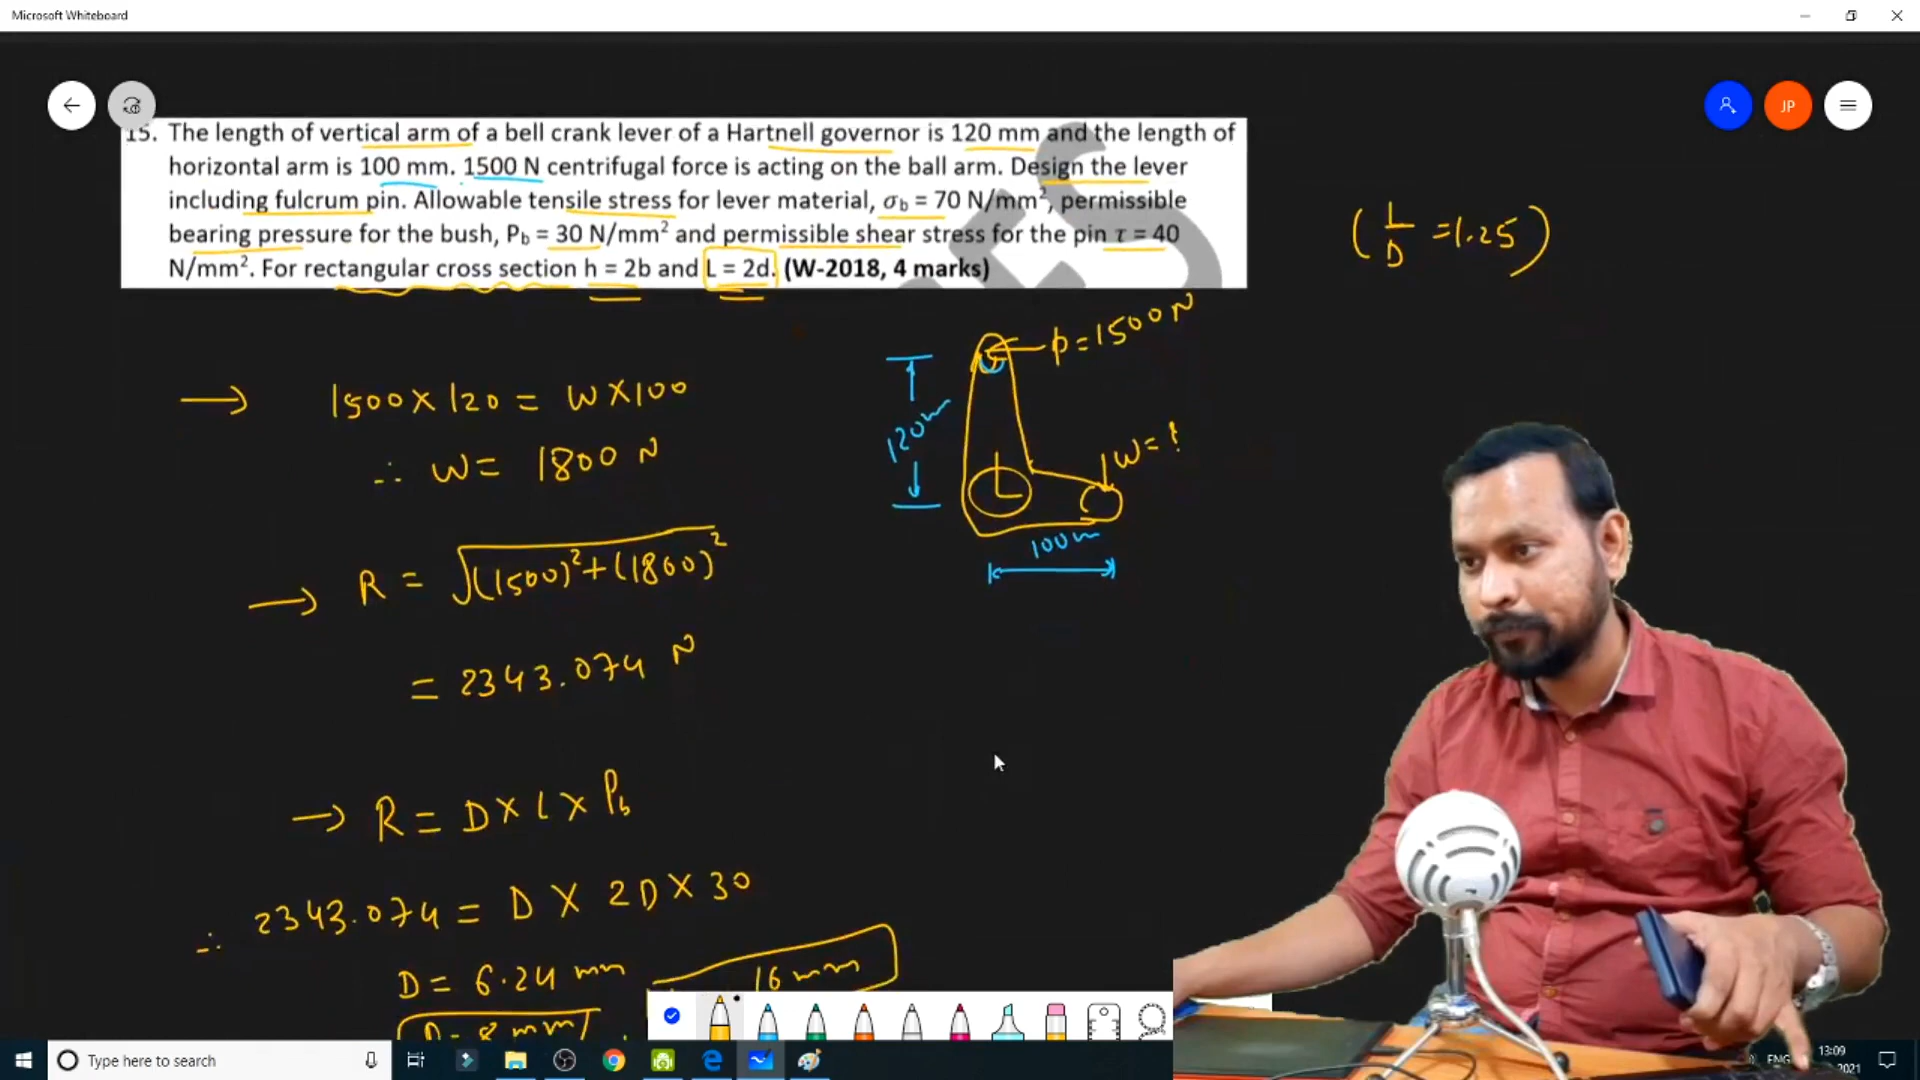 Microsoft Whiteboard
JP
15. The length of vertical arm of a bell crank lever of a Hartnell governor is 120 mm and the length of
horizontal arm is 100 mm. 1500 N centrifugal force is acting on the ball arm. Design the lever
including fulcrum pin. Allowable tensile stress for lever material, σb = 70 N/mm², permissible
bearing pressure for the bush, Pb = 30 N/mm² and permissible shear stress for the pin τ = 40
N/mm². For rectangular cross section h = 2b and L = 2d. (W-2018, 4 marks)
(L/D = 1.25)
p = 1500 N
120m
W = ?
100m
→ 1500 × 120 = W × 100
∴ W = 1800 N
→ R = √(1500)² + (1800)²
= 2343.074 N
→ R = D × L × Pb
∴ 2343.074 = D × 2D × 30
D = 6.24 mm
16 mm
D = 8 mm
Type here to search
ENG
13:09
2021